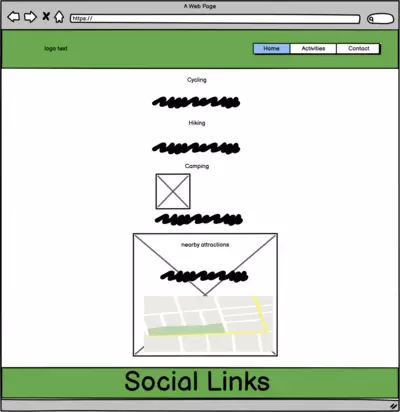 A Web Page
https://
logo text
Home Activities Contact
Cycling
Hiking
Camping
nearby attractions
Social Links